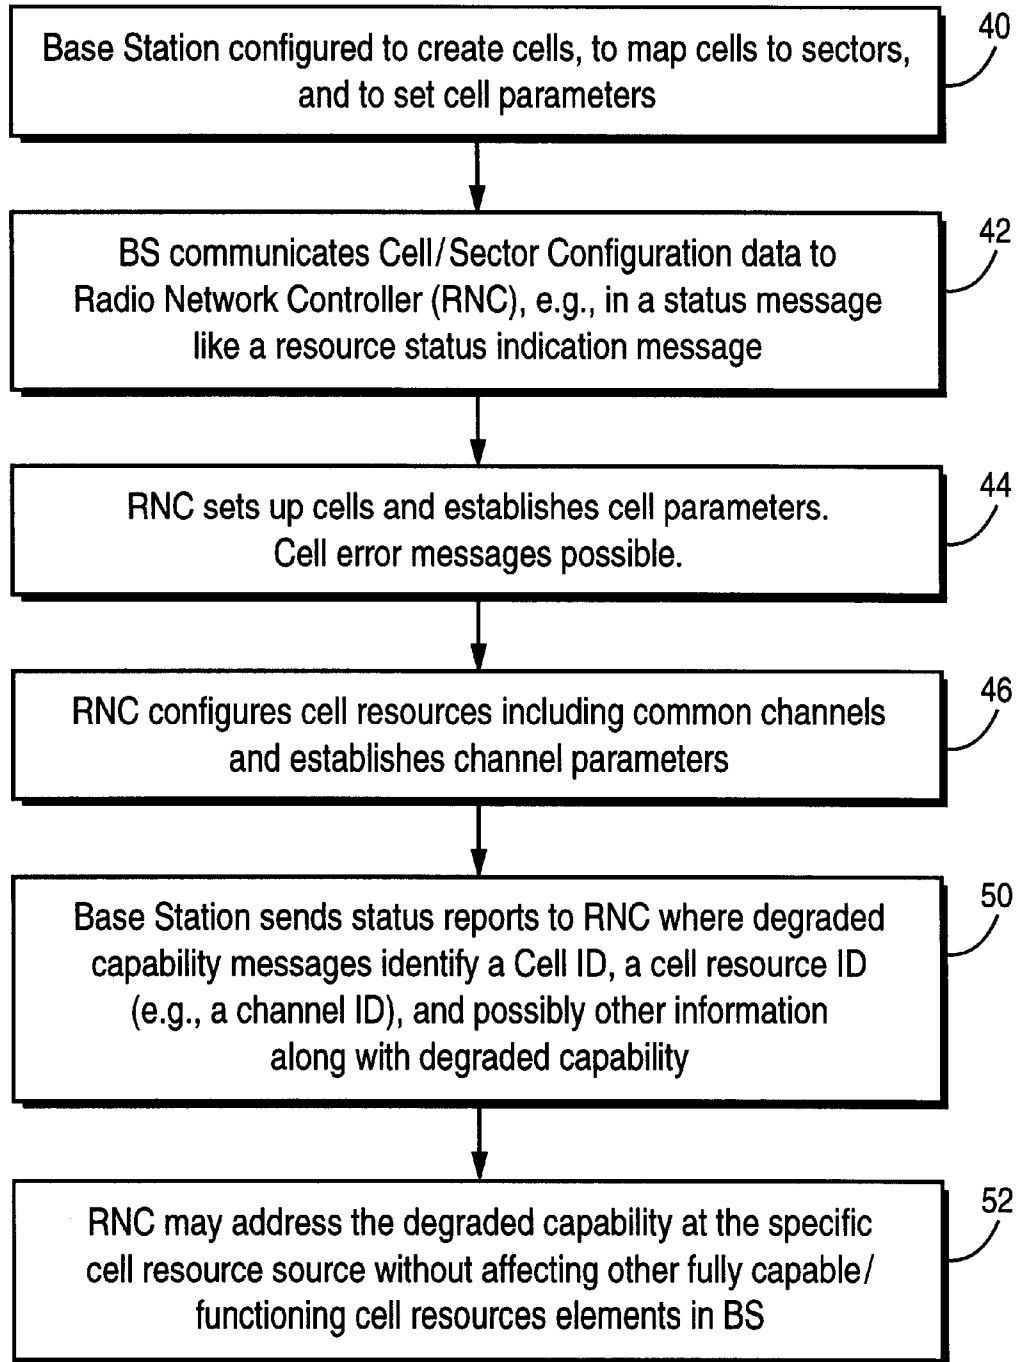 40
Base Station configured to create cells, to map cells to sectors,
and to set cell parameters
42
BS communicates Cell/Sector Configuration data to
Radio Network Controller (RNC), e.g., in a status message
like a resource status indication message
44
RNC sets up cells and establishes cell parameters.
Cell error messages possible.
46
RNC configures cell resources including common channels
and establishes channel parameters
50
Base Station sends status reports to RNC where degraded
capability messages identify a Cell ID, a cell resource ID
(e.g., a channel ID), and possibly other information
along with degraded capability
52
RNC may address the degraded capability at the specific
cell resource source without affecting other fully capable/
functioning cell resources elements in BS